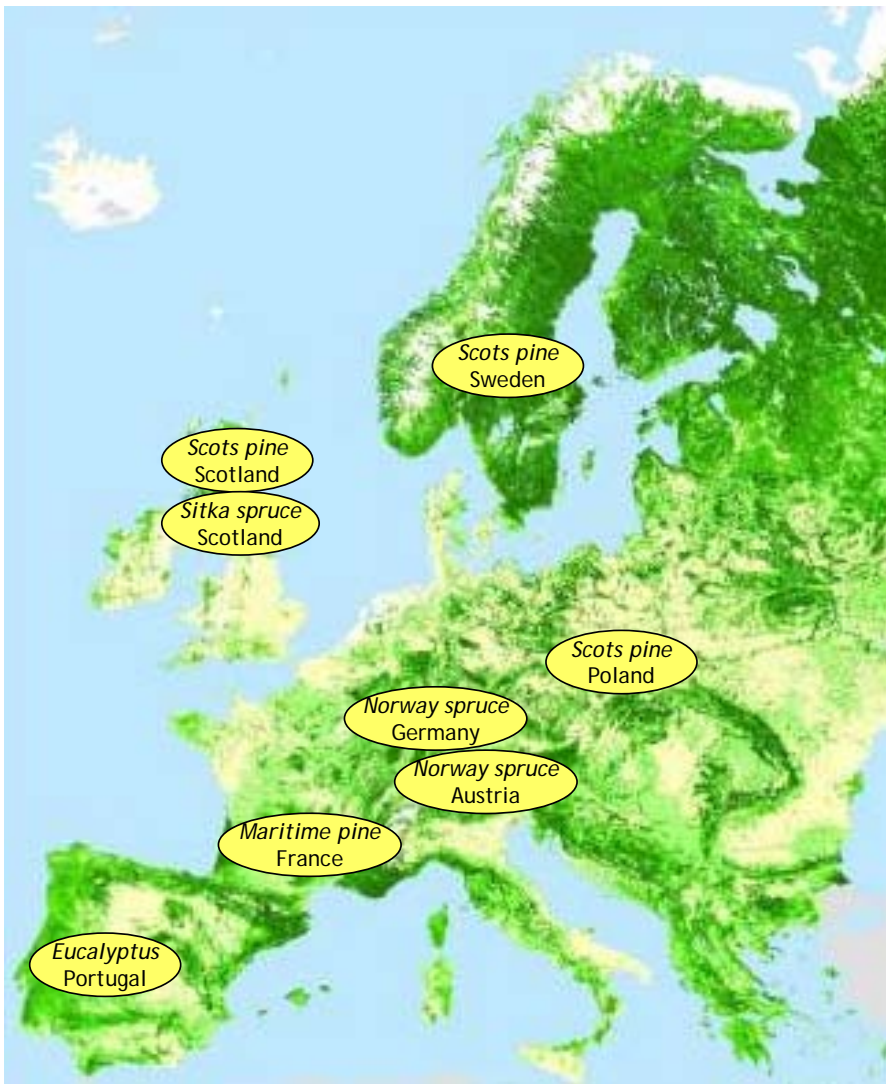 Scots pine
Sweden
Scots pine
Scotland
Sitka spruce
Scotland
Scots pine
Poland
Norway spruce
Germany
Norway spruce
Austria
Maritime pine
France
Eucalyptus
Portugal